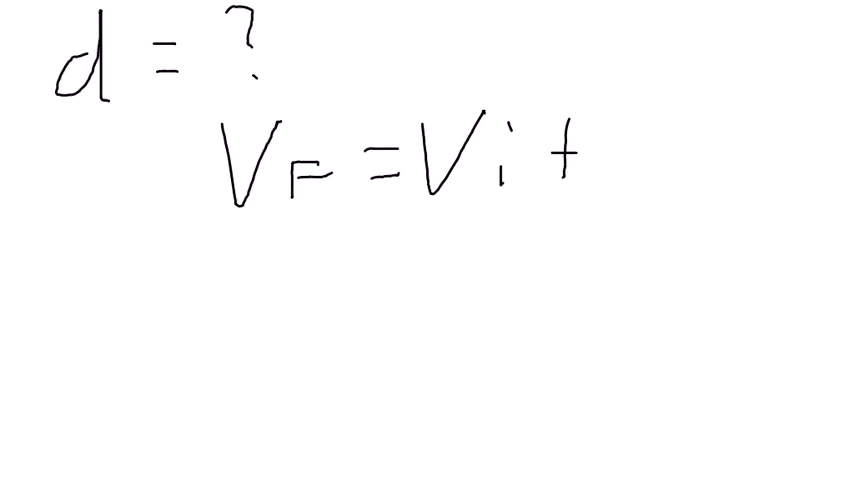 d = ?
VF = Vi +